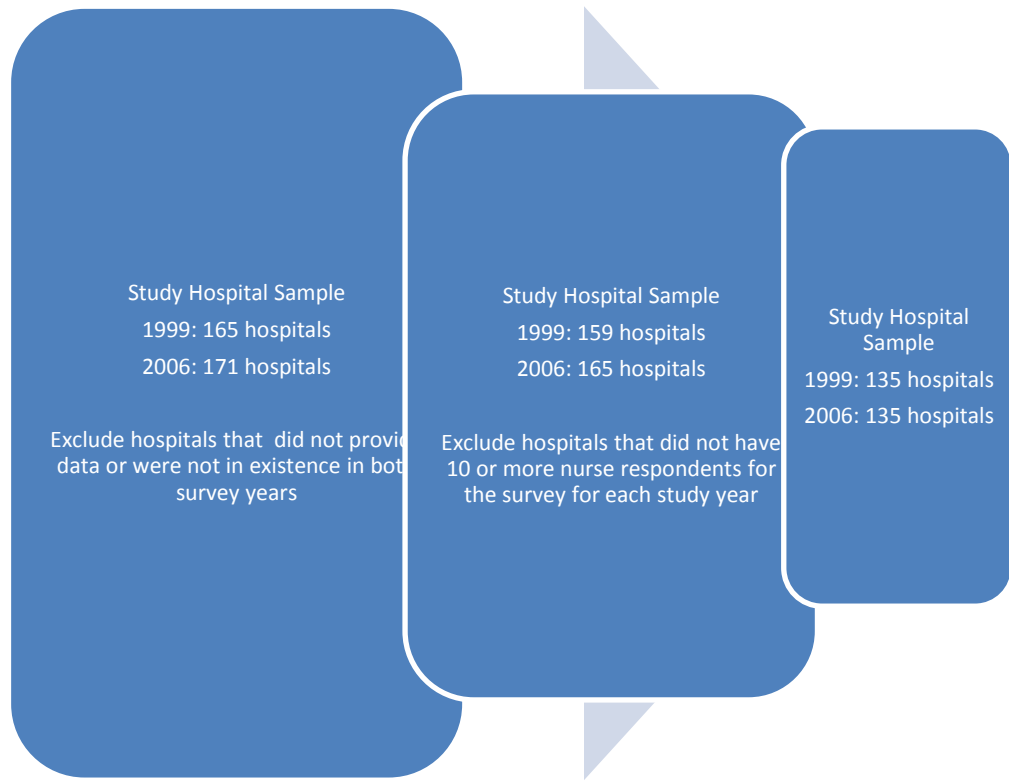 Study Hospital Sample
1999: 165 hospitals
2006: 171 hospitals
Exclude hospitals that did not provid
data or were not in existence in bot
survey years
Study Hospital Sample
1999: 159 hospitals
2006: 165 hospitals
Exclude hospitals that did not have
10 or more nurse respondents for
the survey for each study year
Study Hospital
Sample
1999: 135 hospitals
2006: 135 hospitals